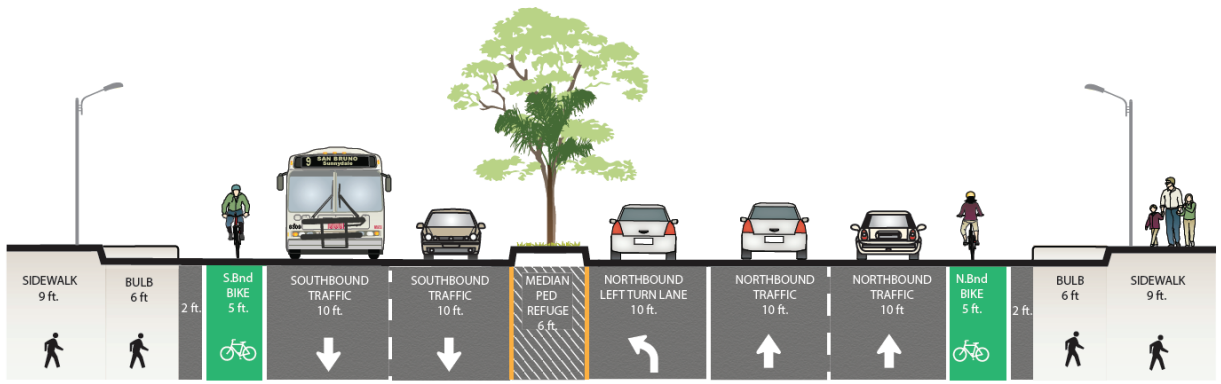 9 SAN BRUNO
Sunnydale
SIDEWALK
9 ft.
BULB
6 ft
2 ft.
S.Bnd
BIKE
5 ft.
SOUTHBOUND
TRAFFIC
10 ft.
SOUTHBOUND
TRAFFIC
10 ft.
MEDIAN
PED
REFUGE
6 ft.
NORTHBOUND
LEFT TURN LANE
10 ft.
NORTHBOUND
TRAFFIC
10 ft.
NORTHBOUND
TRAFFIC
10 ft
N.Bnd
BIKE
5 ft.
2 ft.
BULB
6 ft
SIDEWALK
9 ft.